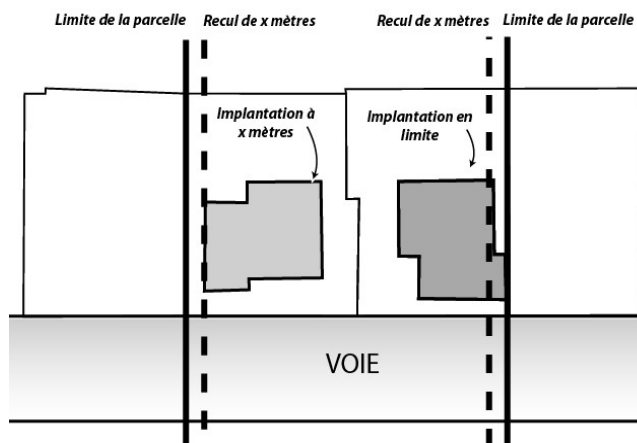 Limite de la parcelle Recul de x mètres Recul de x mètres Limite de la parcelle
Implantation à
x mètres
Implantation en
limite
VOIE